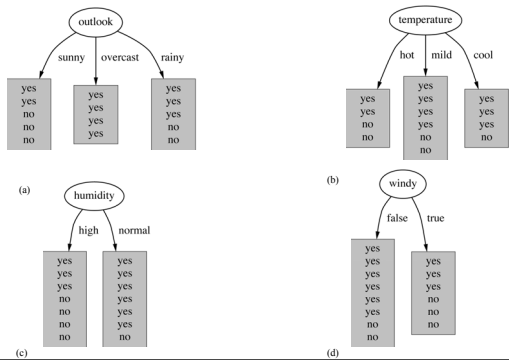 outlook
sunny overcast rainy
yes
yes
no
no
no
yes
yes
yes
yes
yes
yes
yes
no
no
(a)
temperature
hot mild cool
yes
yes
no
no
yes
yes
yes
yes
no
no
yes
yes
yes
no
(b)
humidity
high normal
yes
yes
yes
no
no
no
no
yes
yes
yes
yes
yes
yes
no
(c)
windy
false true
yes
yes
yes
yes
yes
yes
no
no
yes
yes
yes
no
no
no
(d)